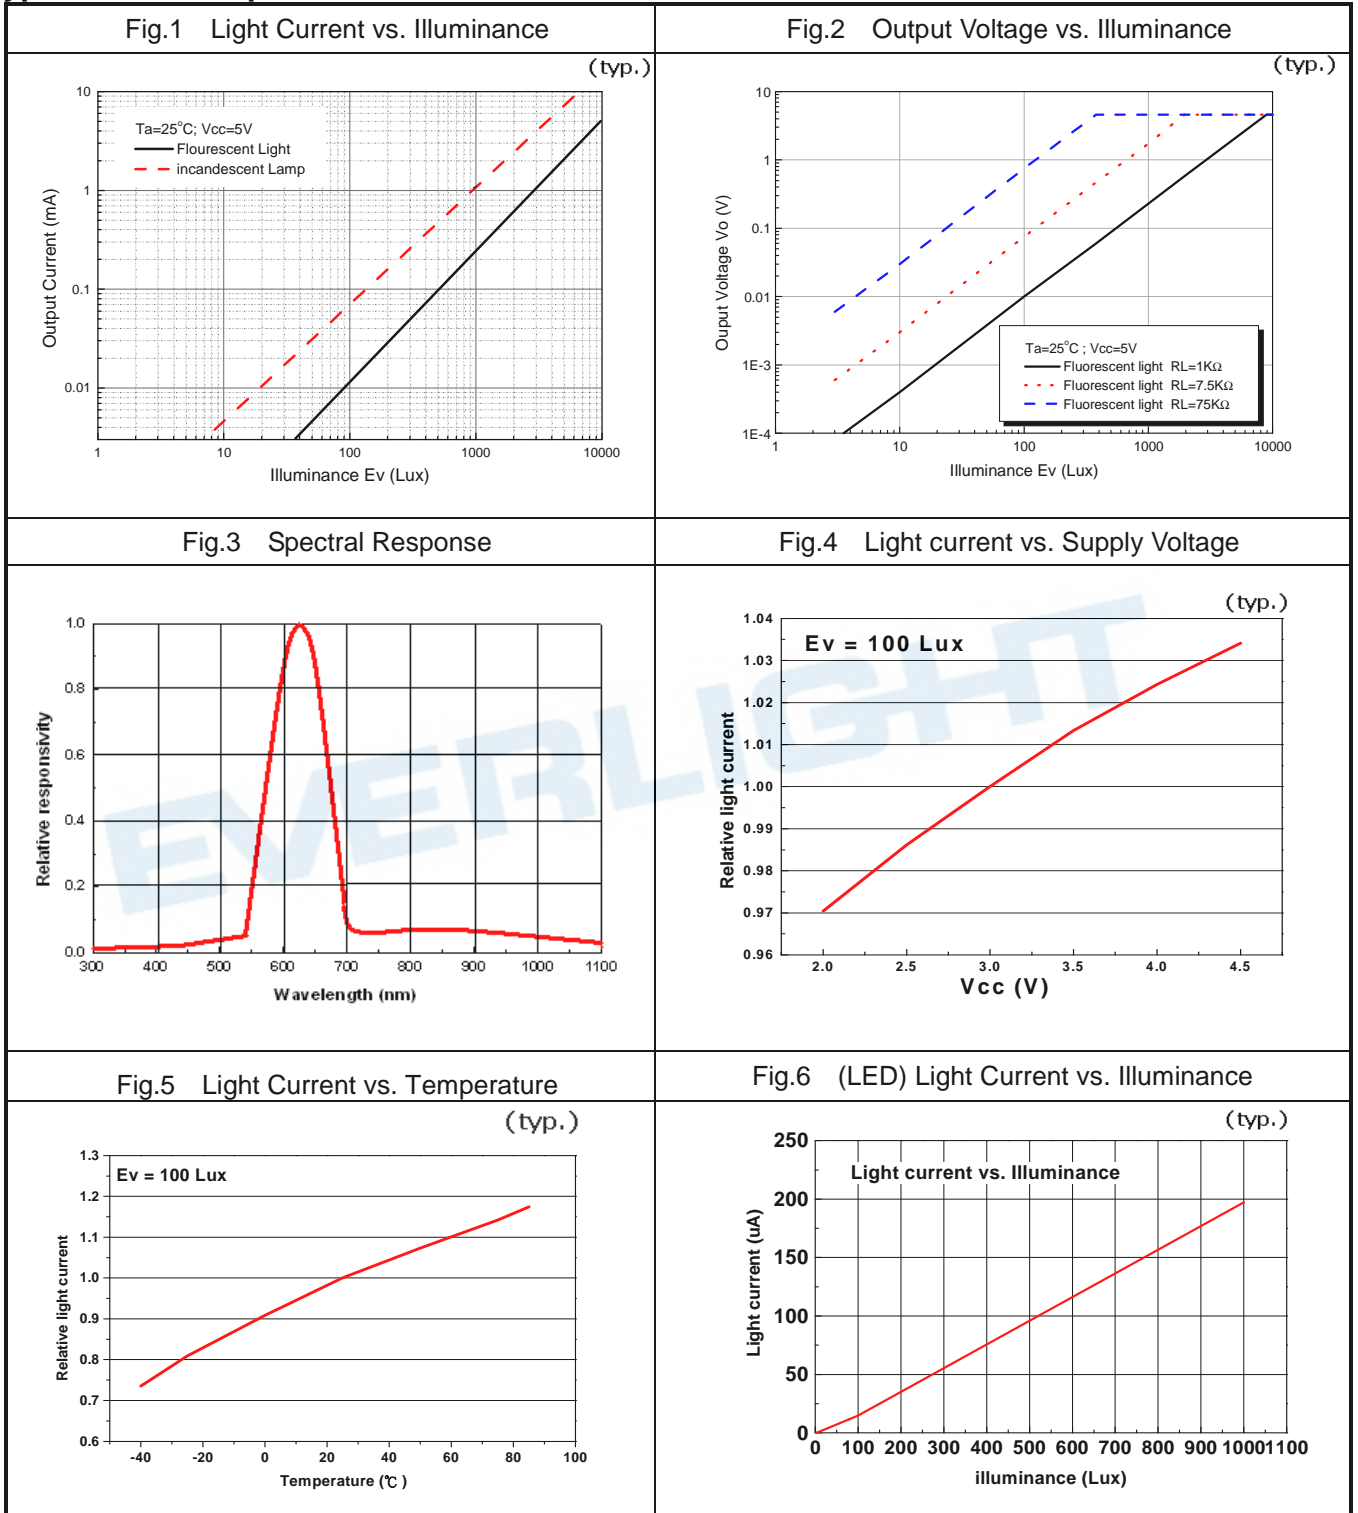 Fig.1 Light Current vs. Illuminance
(typ.)
10
1
0.1
0.01
Output Current (mA)
Ta=25°C; Vcc=5V
Flourescent Light
incandescent Lamp
1 10 100 1000 10000
Illuminance Ev (Lux)
Fig.2 Output Voltage vs. Illuminance
(typ.)
10
1
0.1
0.01
1E-3
1E-4
Ouput Voltage Vo (V)
Ta=25°C ; Vcc=5V
Fluorescent light RL=1KΩ
Fluorescent light RL=7.5KΩ
Fluorescent light RL=75KΩ
1 10 100 1000 10000
Illuminance Ev (Lux)
Fig.3 Spectral Response
1.0
0.8
0.6
0.4
0.2
0.0
Relative responsivity
300 400 500 600 700 800 900 1000 1100
Wavelength (nm)
Fig.4 Light current vs. Supply Voltage
(typ.)
Ev = 100 Lux
1.04
1.03
1.02
1.01
1.00
0.99
0.98
0.97
0.96
Relative light current
2.0 2.5 3.0 3.5 4.0 4.5
Vcc (V)
EVERLIGHT
Fig.5 Light Current vs. Temperature
(typ.)
Ev = 100 Lux
1.3
1.2
1.1
1.0
0.9
0.8
0.7
0.6
Relative light current
-40 -20 0 20 40 60 80 100
Temperature (℃ )
Fig.6 (LED) Light Current vs. Illuminance
(typ.)
Light current vs. Illuminance
250
200
150
100
50
0
Light current (uA)
0 100 200 300 400 500 600 700 800 900 1000 1100
illuminance (Lux)